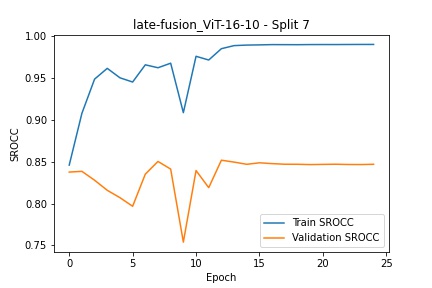 late-fusion_ViT-16-10 - Split 7
1.00
0.95
0.90
0.85
0.80
0.75
SROCC
Train SROCC
Validation SROCC
0
5
10
15
20
25
Epoch